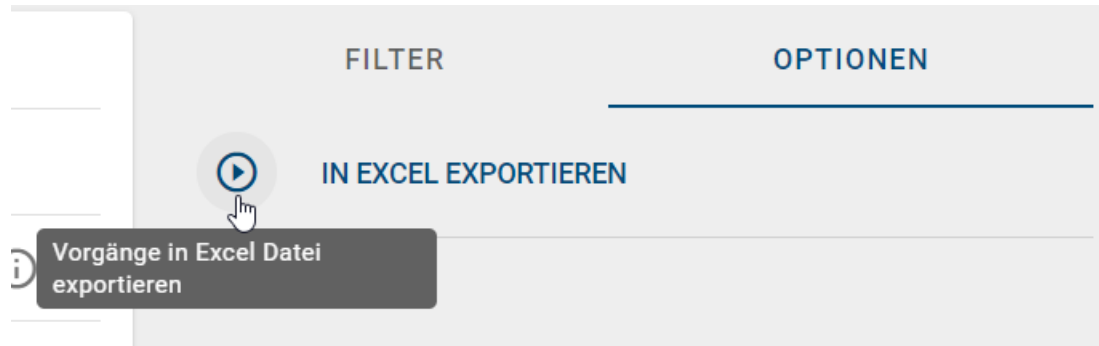 FILTER
OPTIONEN
IN EXCEL EXPORTIEREN
Vorgänge in Excel Datei
exportieren